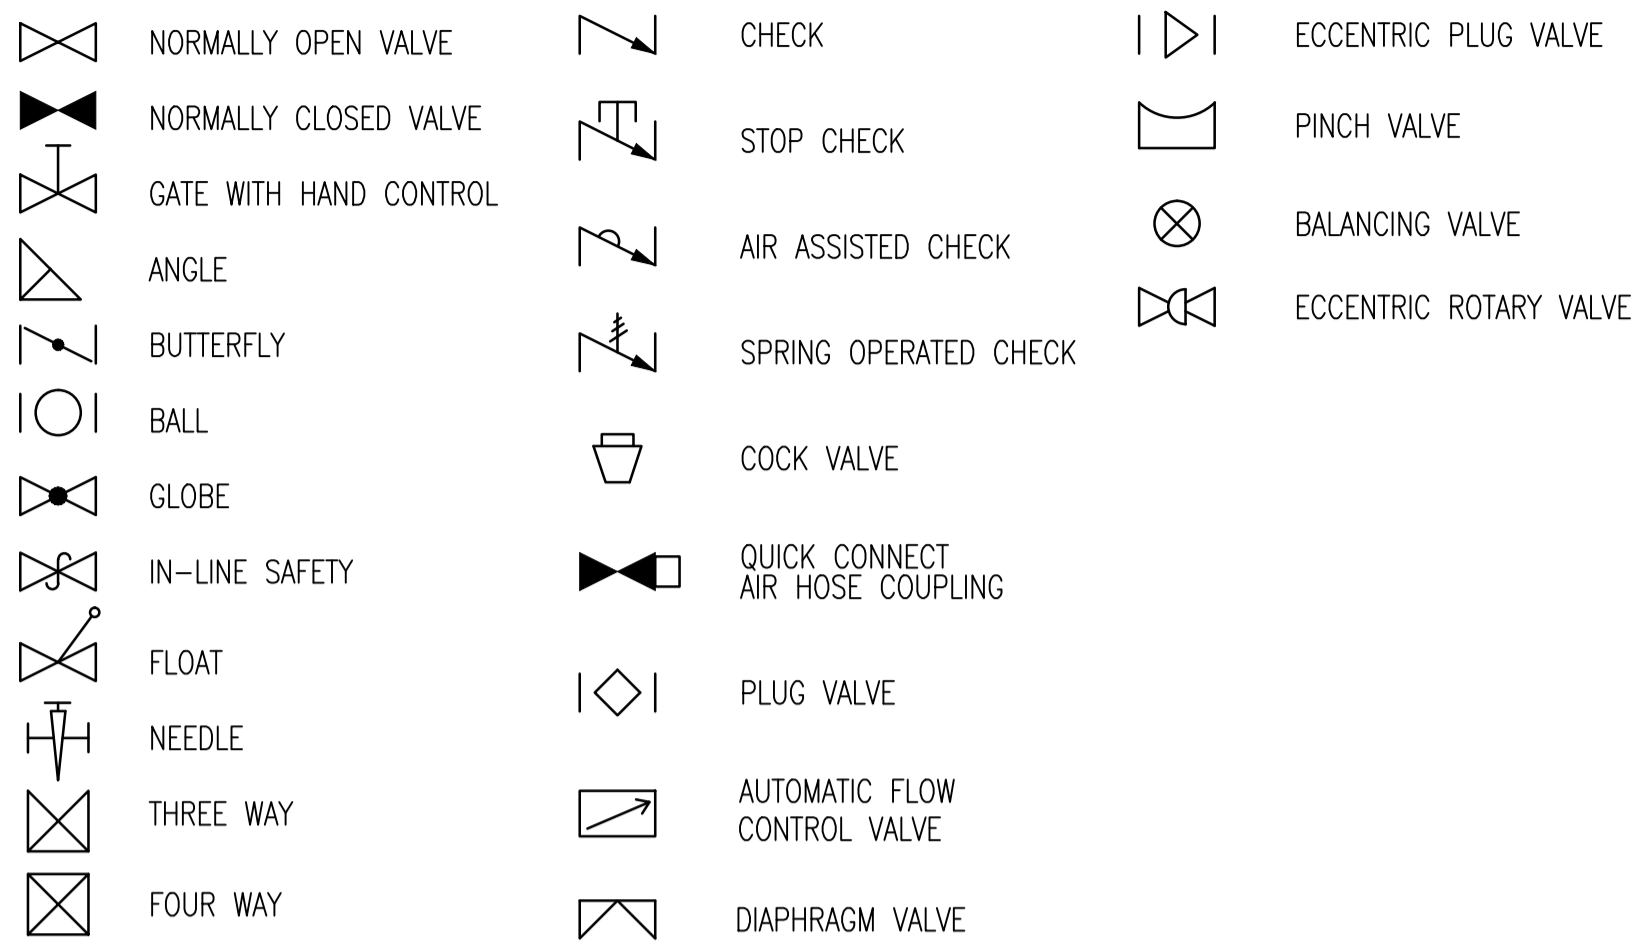 NORMALLY OPEN VALVE
NORMALLY CLOSED VALVE
GATE WITH HAND CONTROL
ANGLE
BUTTERFLY
BALL
GLOBE
IN-LINE SAFETY
FLOAT
NEEDLE
THREE WAY
FOUR WAY
CHECK
STOP CHECK
AIR ASSISTED CHECK
SPRING OPERATED CHECK
COCK VALVE
QUICK CONNECT
AIR HOSE COUPLING
PLUG VALVE
AUTOMATIC FLOW
CONTROL VALVE
DIAPHRAGM VALVE
ECCENTRIC PLUG VALVE
PINCH VALVE
BALANCING VALVE
ECCENTRIC ROTARY VALVE